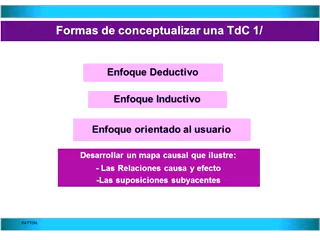 Formas de conceptualizar una TdC 1/
Enfoque Deductivo
Enfoque Inductivo
Enfoque orientado al usuario
Desarrollar un mapa causal que ilustre:
- Las Relaciones causa y efecto
-Las suposiciones subyacentes
PATTON,